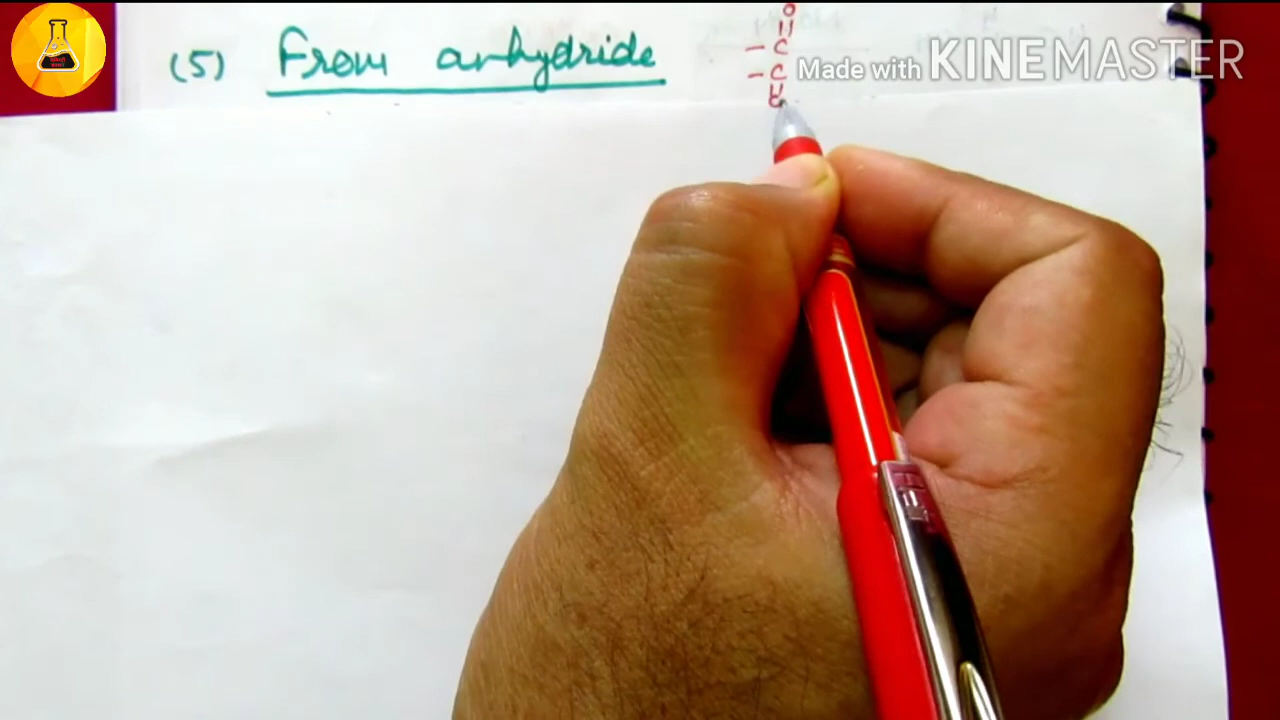 (5) From anhydride
O
||
- C
- C
||
O
Made with KINEMASTER